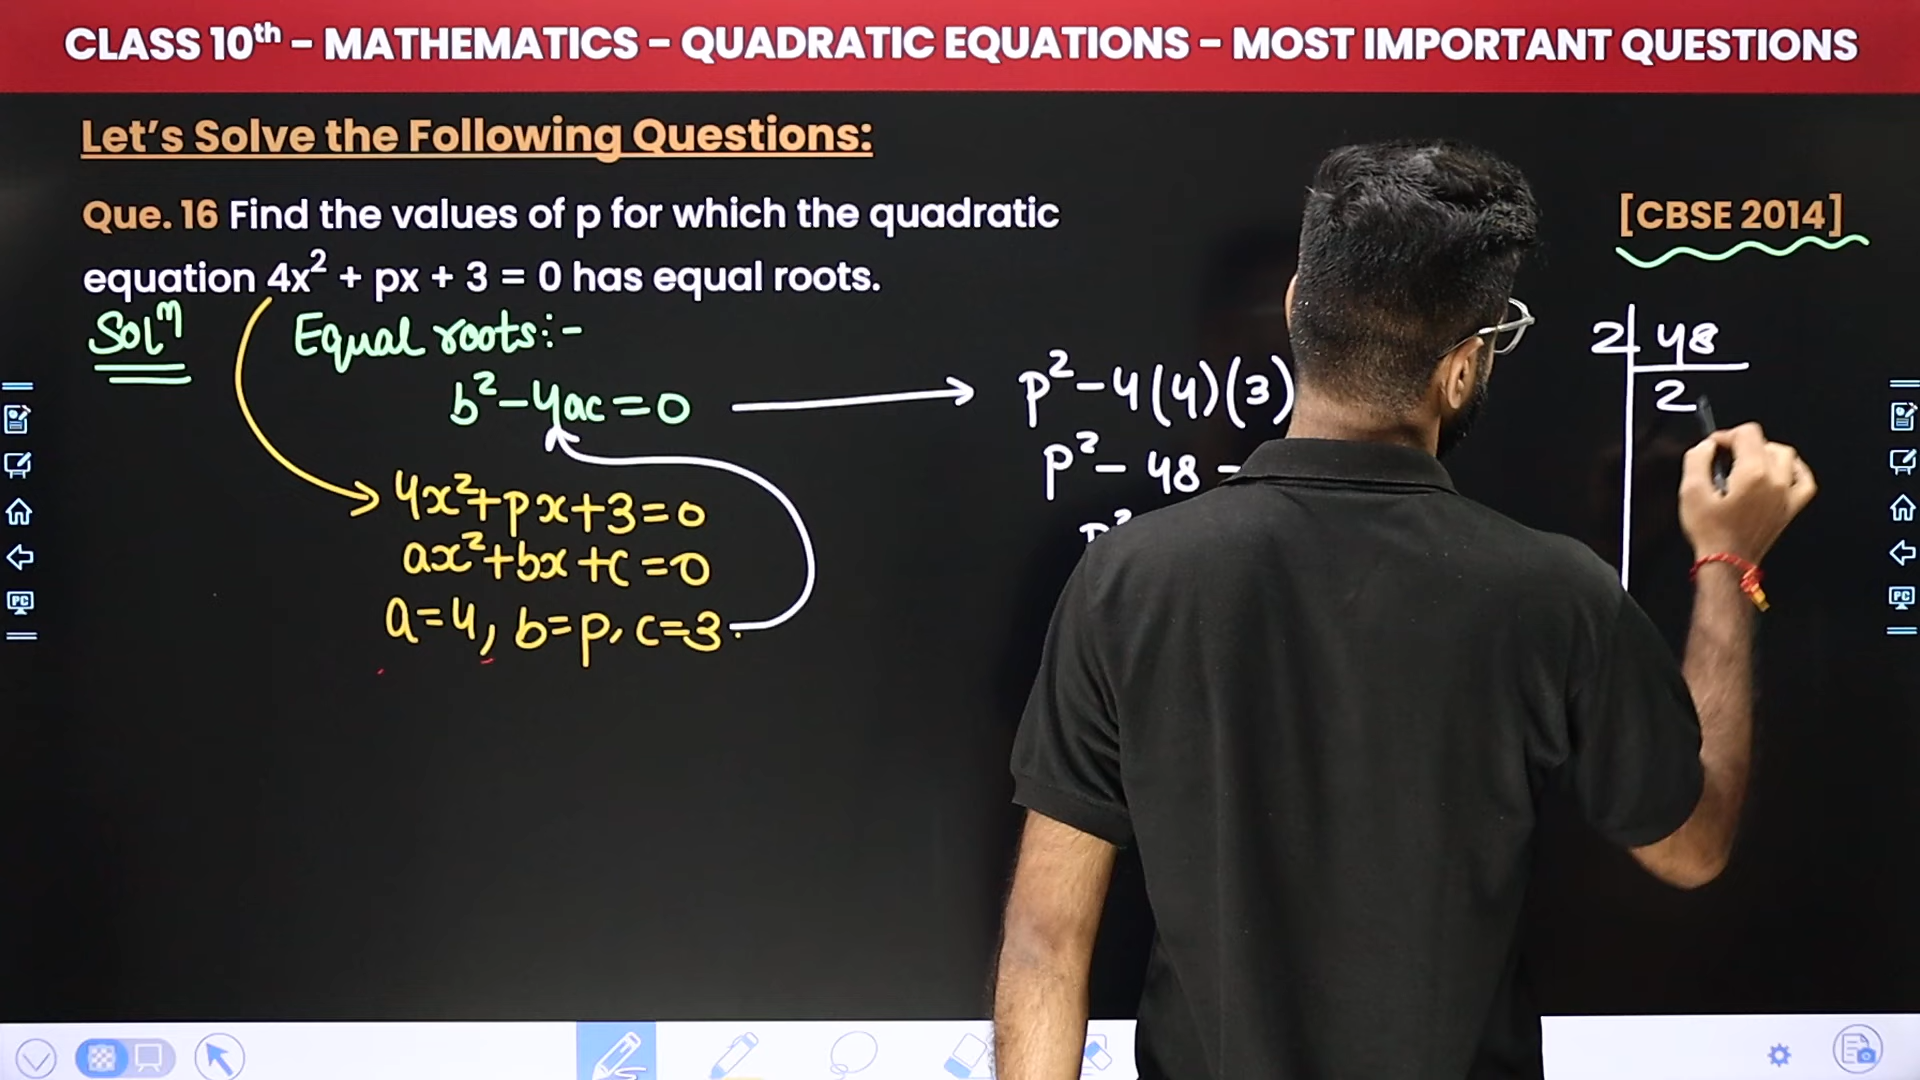 CLASS 10th - MATHEMATICS - QUADRATIC EQUATIONS - MOST IMPORTANT QUESTIONS
Let's Solve the Following Questions:
Que. 16 Find the values of p for which the quadratic
equation 4x² + px + 3 = 0 has equal roots.
[CBSE 2014]
Solⁿ
Equal roots:-
b²-4ac=0
4x²+px+3=0
ax²+bx+c=0
a=4, b=p, c=3.
p²-4(4)(3)
p²-48
p²
2 48
2
PC
PC